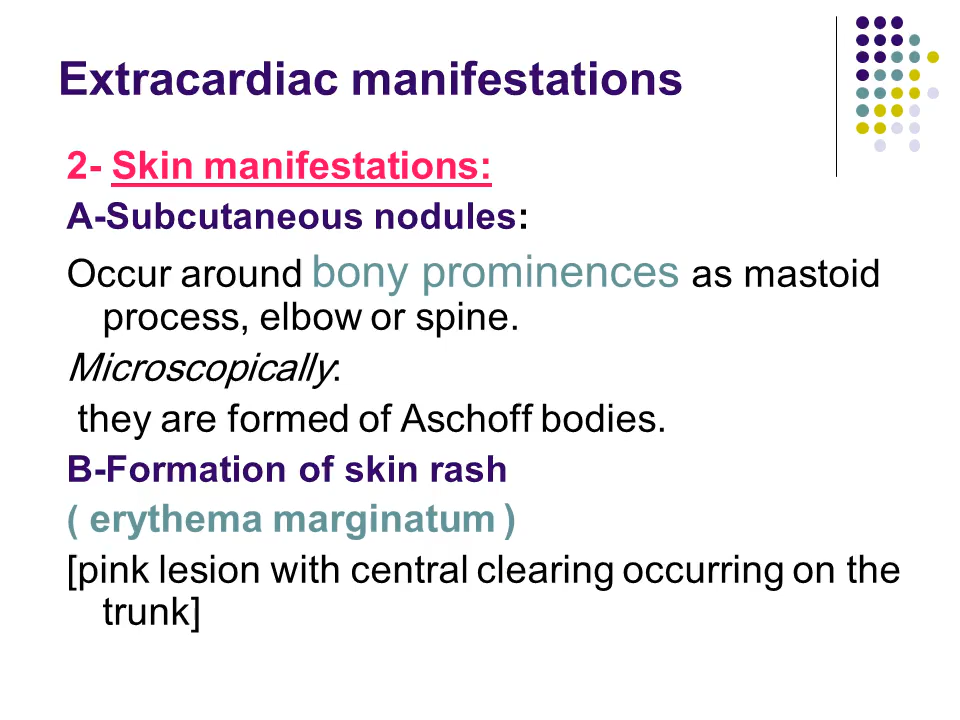 Extracardiac manifestations
2- Skin manifestations:
A-Subcutaneous nodules:
Occur around bony prominences as mastoid
process, elbow or spine.
Microscopically:
they are formed of Aschoff bodies.
B-Formation of skin rash
( erythema marginatum )
[pink lesion with central clearing occurring on the
trunk]